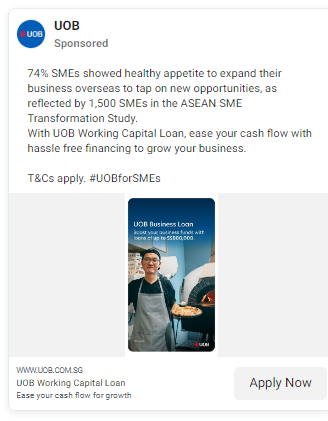 UOB
UOB
Sponsored
74% SMEs showed healthy appetite to expand their
business overseas to tap on new opportunities, as
reflected by 1,500 SMEs in the ASEAN SME
Transformation Study.
With UOB Working Capital Loan, ease your cash flow with
hassle free financing to grow your business.
T&Cs apply. #UOBforSMEs
UOB Business Loan
Boost your business funds with
loans of up to S$800,000.
UOB
WWW.UOB.COM.SG
UOB Working Capital Loan
Ease your cash flow for growth
Apply Now